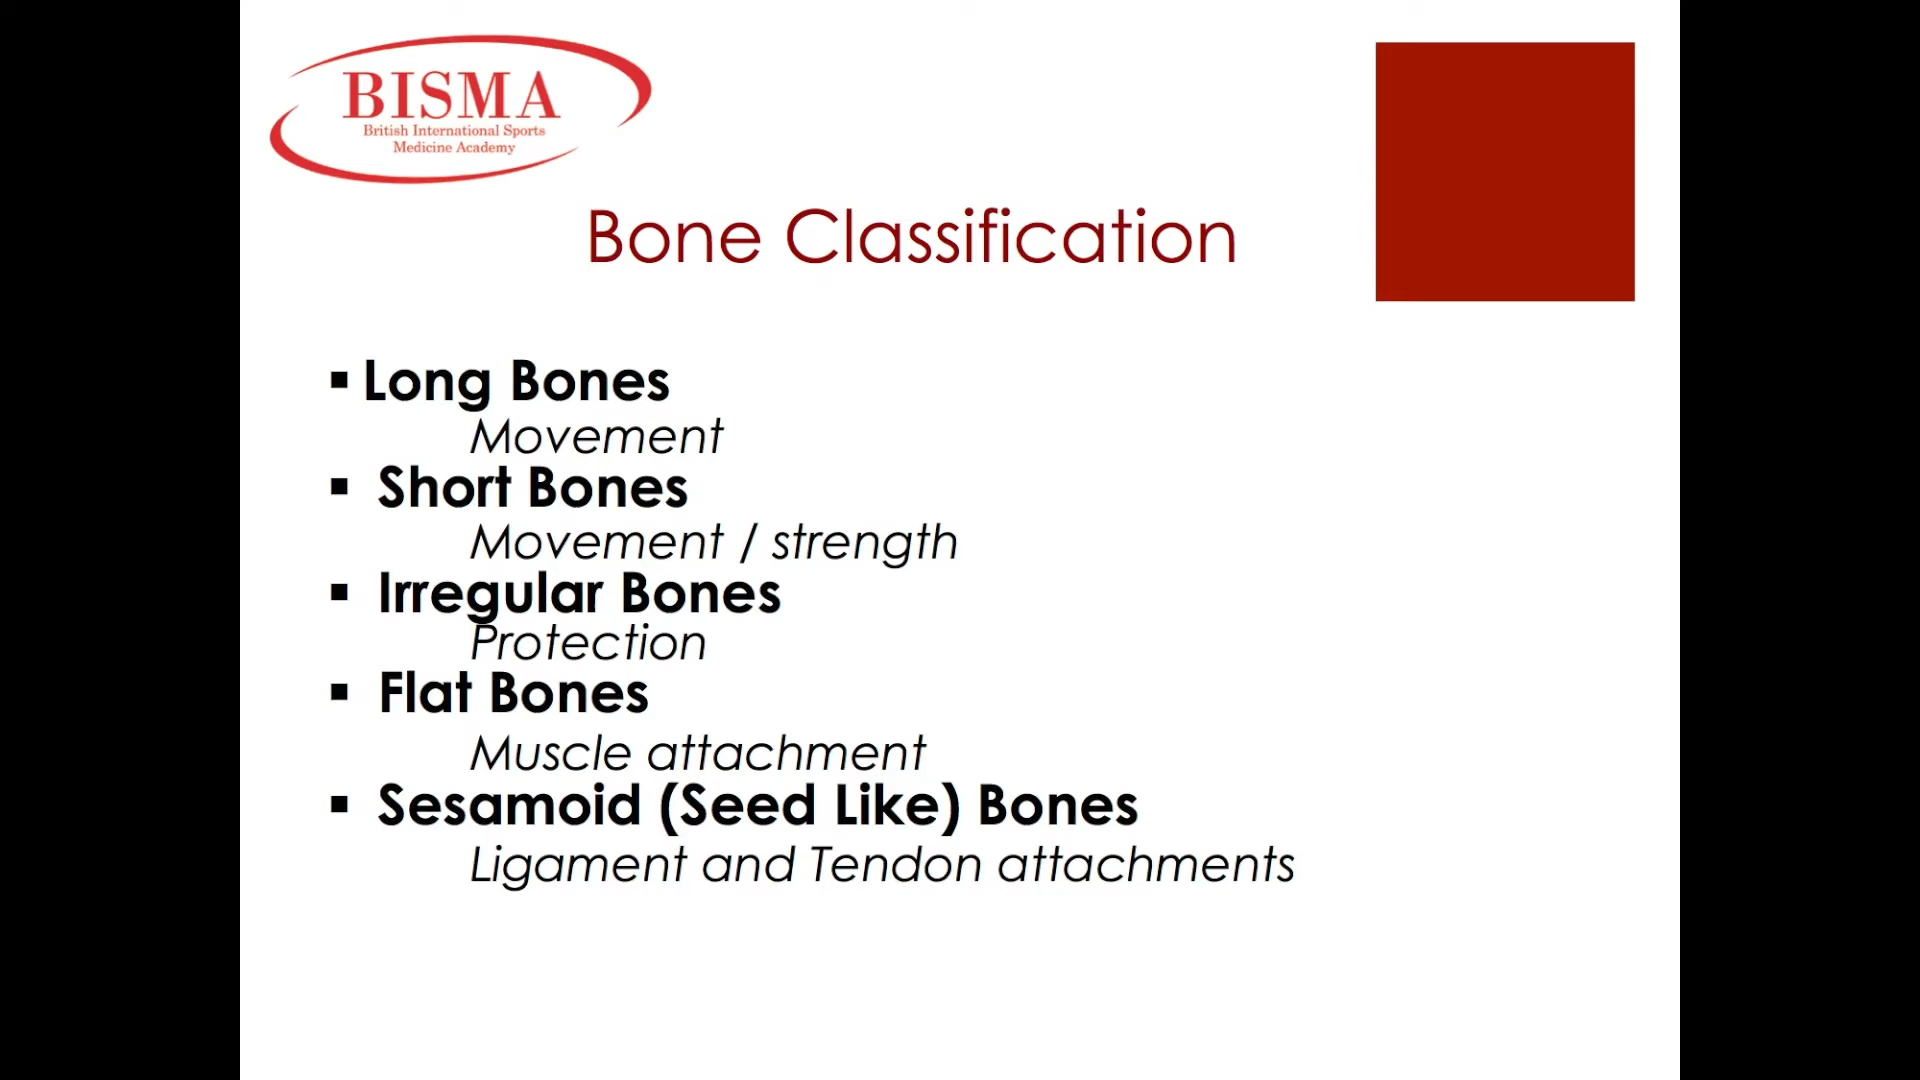 BISMA
British International Sports
Medicine Academy
Bone Classification
▪ Long Bones
Movement
▪ Short Bones
Movement / strength
▪ Irregular Bones
Protection
▪ Flat Bones
Muscle attachment
▪ Sesamoid (Seed Like) Bones
Ligament and Tendon attachments